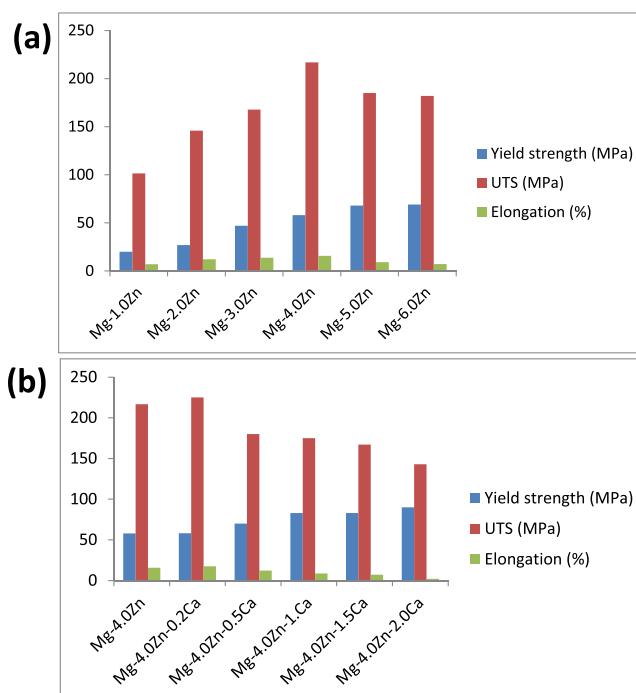 (a)
250
200
150
100
50
0
Mg-1.0Zn
Mg-2.0Zn
Mg-3.0Zn
Mg-4.0Zn
Mg-5.0Zn
Mg-6.0Zn
Yield strength (MPa)
UTS (MPa)
Elongation (%)
(b)
250
200
150
100
50
0
Mg-4.0Zn
Mg-4.0Zn-0.2Ca
Mg-4.0Zn-0.5Ca
Mg-4.0Zn-1.Ca
Mg-4.0Zn-1.5Ca
Mg-4.0Zn-2.0Ca
Yield strength (MPa)
UTS (MPa)
Elongation (%)